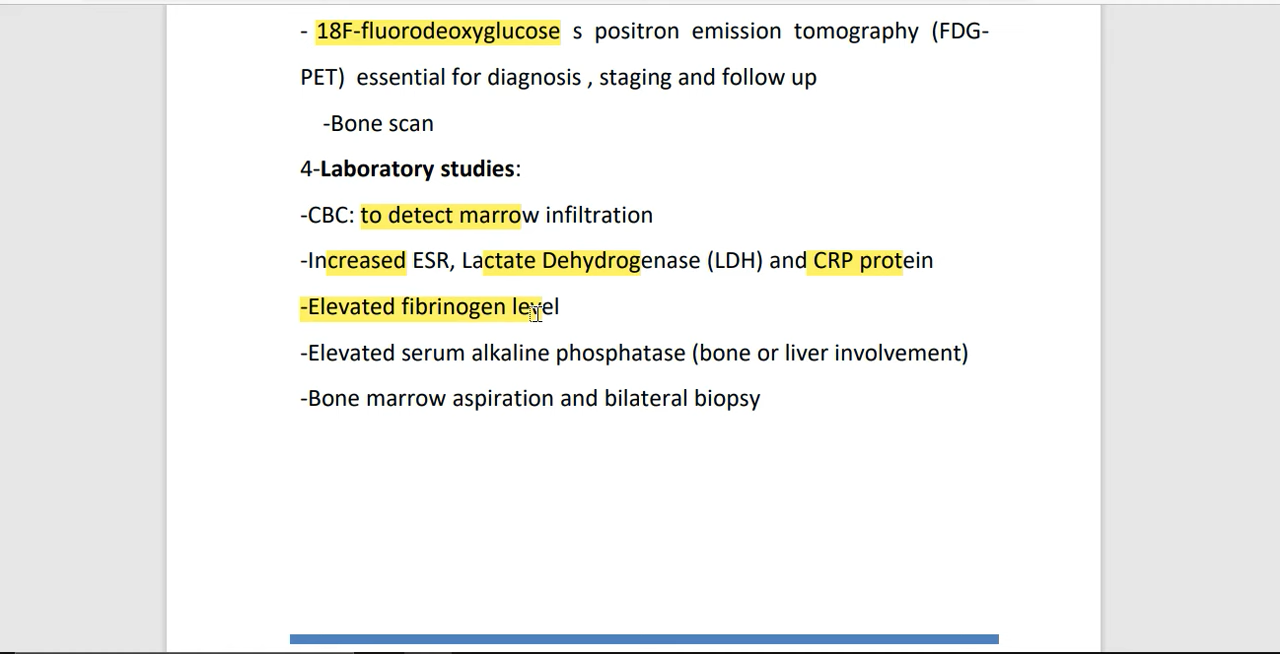 - 18F-fluorodeoxyglucose s positron emission tomography (FDG-
PET) essential for diagnosis , staging and follow up
-Bone scan
4-Laboratory studies:
-CBC: to detect marrow infiltration
-Increased ESR, Lactate Dehydrogenase (LDH) and CRP protein
-Elevated fibrinogen level
-Elevated serum alkaline phosphatase (bone or liver involvement)
-Bone marrow aspiration and bilateral biopsy